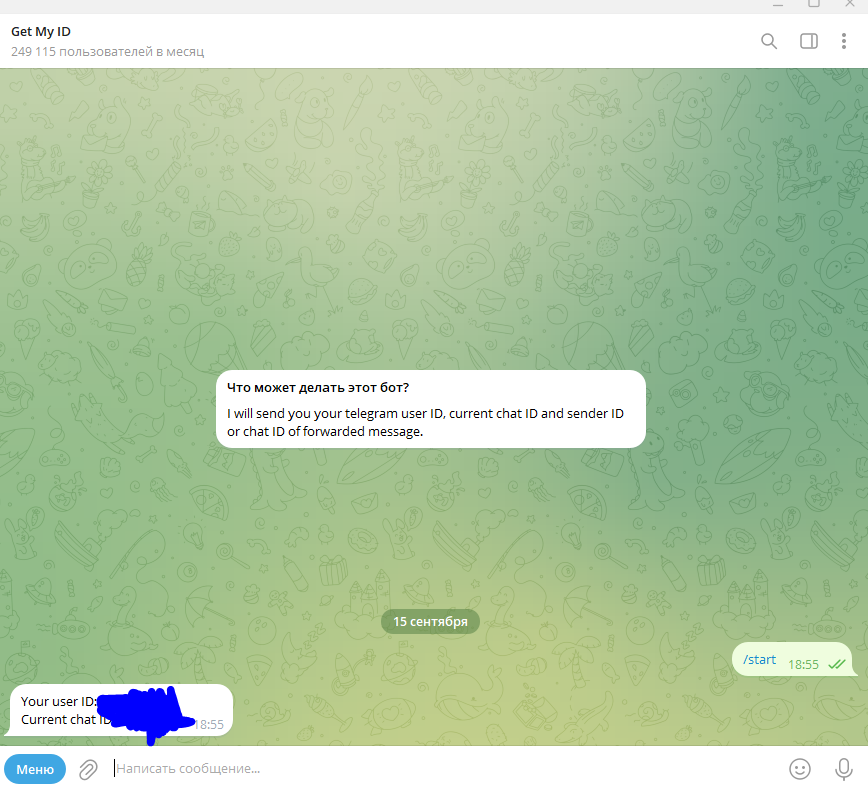 Get My ID
249 115 пользователей в месяц
Что может делать этот бот?
I will send you your telegram user ID, current chat ID and sender ID
or chat ID of forwarded message.
15 сентября
/start 18:55
Your user ID:
Current chat ID
18:55
Меню
Написать сообщение...